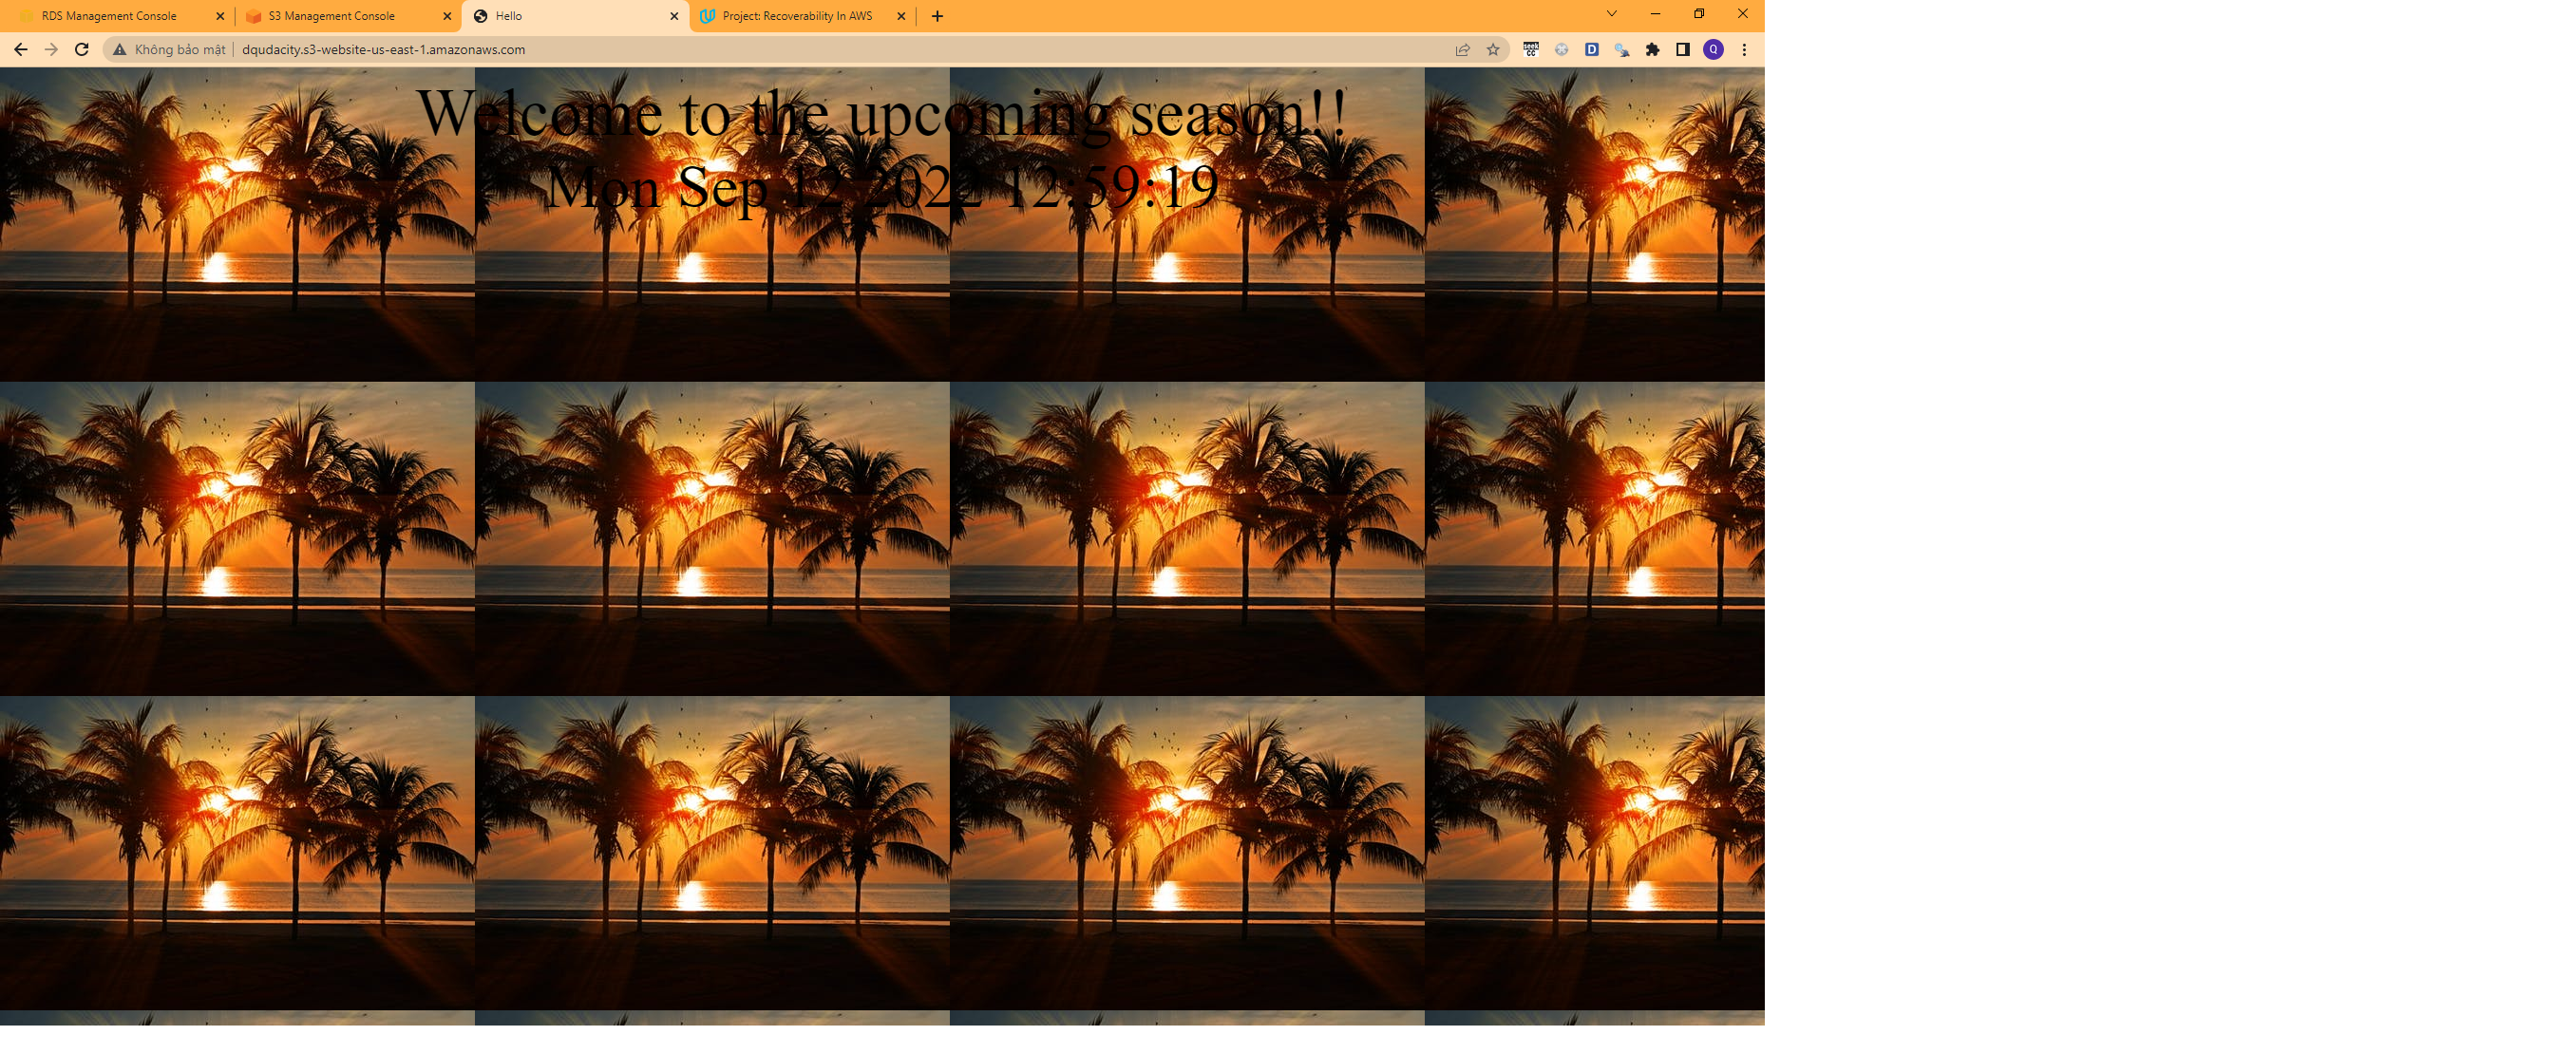 RDS Management Console
S3 Management Console
Hello
Project: Recoverability In AWS
Không bảo mật
dqudacity.s3-website-us-east-1.amazonaws.com
D
Q
Welcome to the upcoming season!!
Mon Sep 12 2022 12:59:19